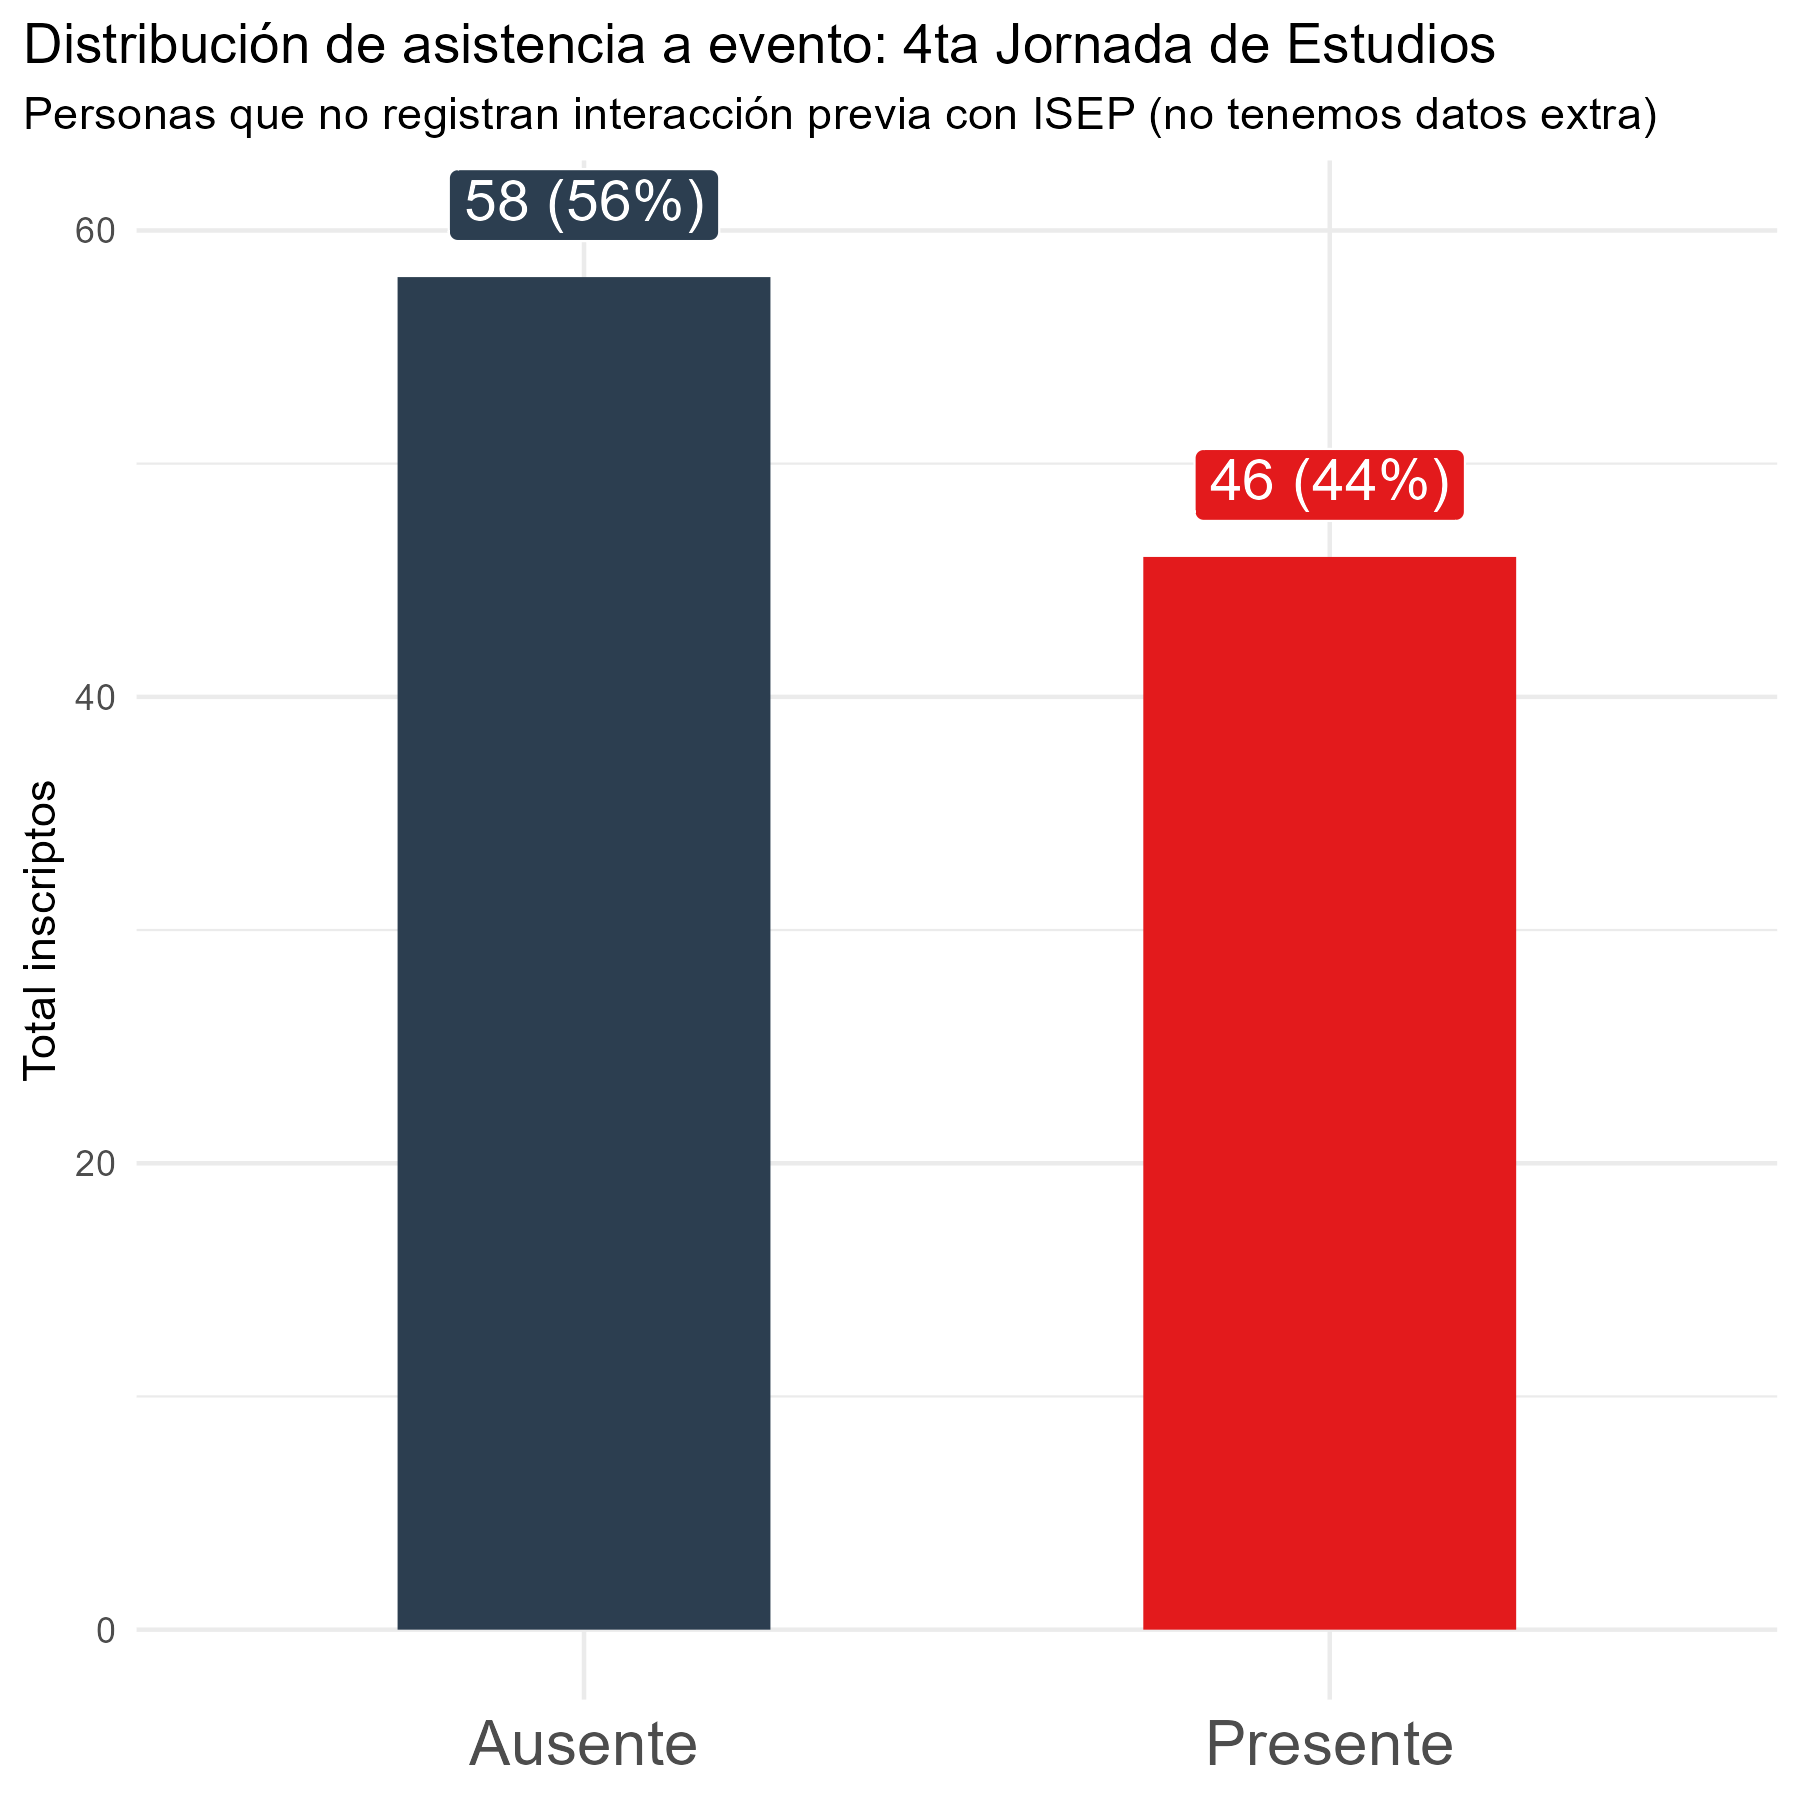 Distribución de asistencia a evento: 4ta Jornada de Estudios
Personas que no registran interacción previa con ISEP (no tenemos datos extra)
58 (56%)
60
46 (44%)
40
Total inscriptos
20
0
Ausente
Presente